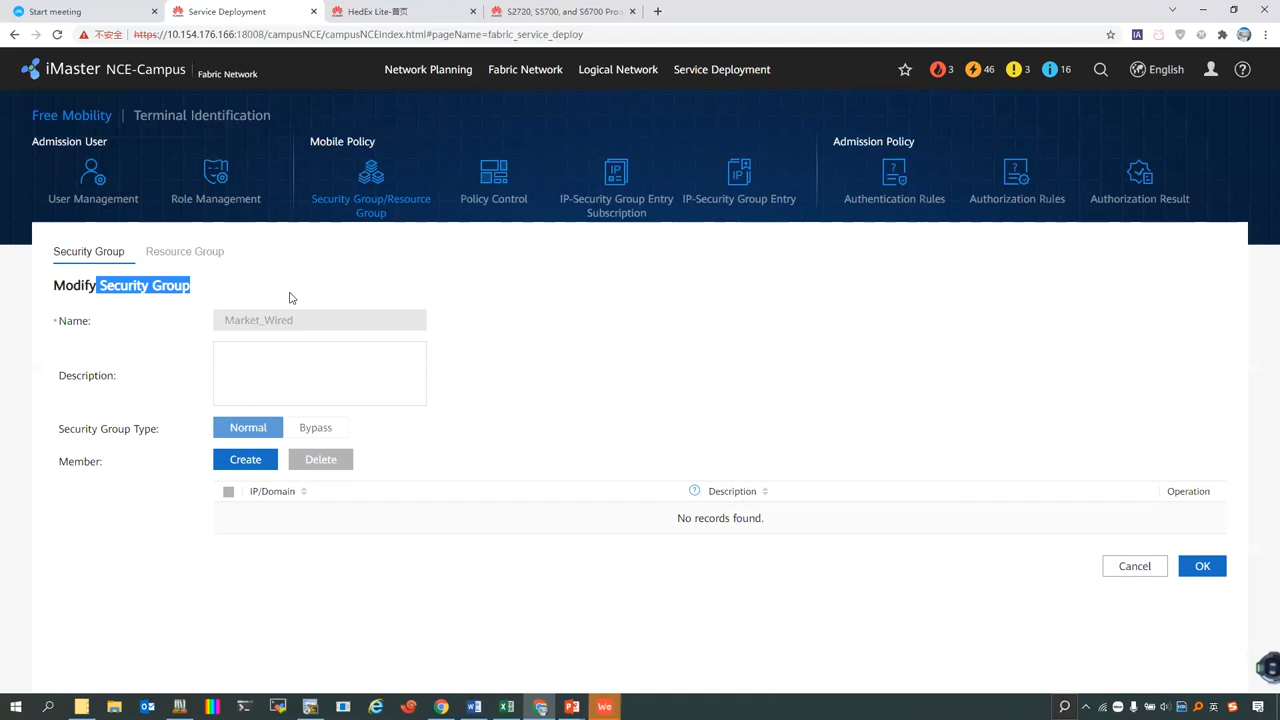 Start meeting
Service Deployment
HedEx Lite-首页
S2720, S5700, and S6700 Pro
不安全
https://10.154.176.166:18008/campusNCE/campusNCEIndex.html#pageName=fabric_service_deploy
iMaster NCE-Campus
Fabric Network
Network Planning
Fabric Network
Logical Network
Service Deployment
3
46
3
16
English
Free Mobility | Terminal Identification
Admission User
Mobile Policy
Admission Policy
User Management
Role Management
Security Group/Resource
Group
Policy Control
IP-Security Group Entry
Subscription
IP-Security Group Entry
Authentication Rules
Authorization Rules
Authorization Result
Security Group
Resource Group
Modify Security Group
* Name:
Market_Wired
Description:
Security Group Type:
Normal
Bypass
Member:
Create
Delete
IP/Domain
Description
Operation
No records found.
Cancel
OK